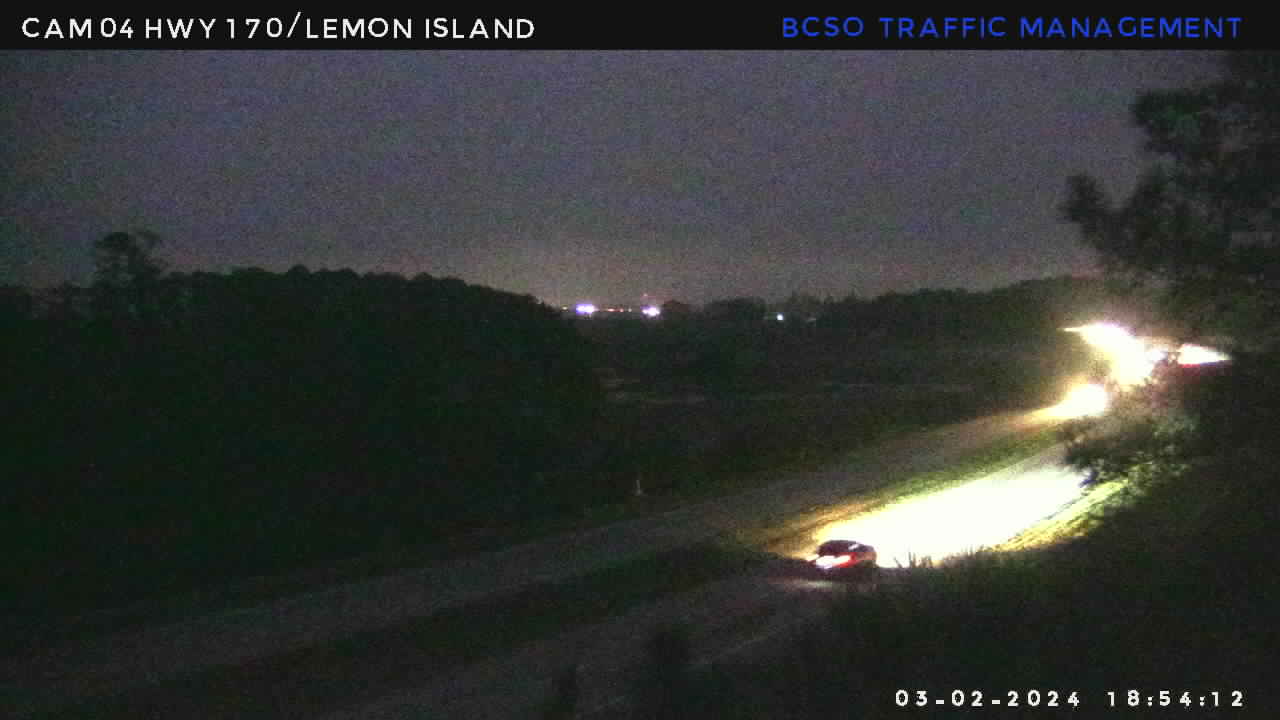 CAM04 HWY 170/LEMON ISLAND
BCSO TRAFFIC MANAGEMENT
03-02-2024 18:54:12